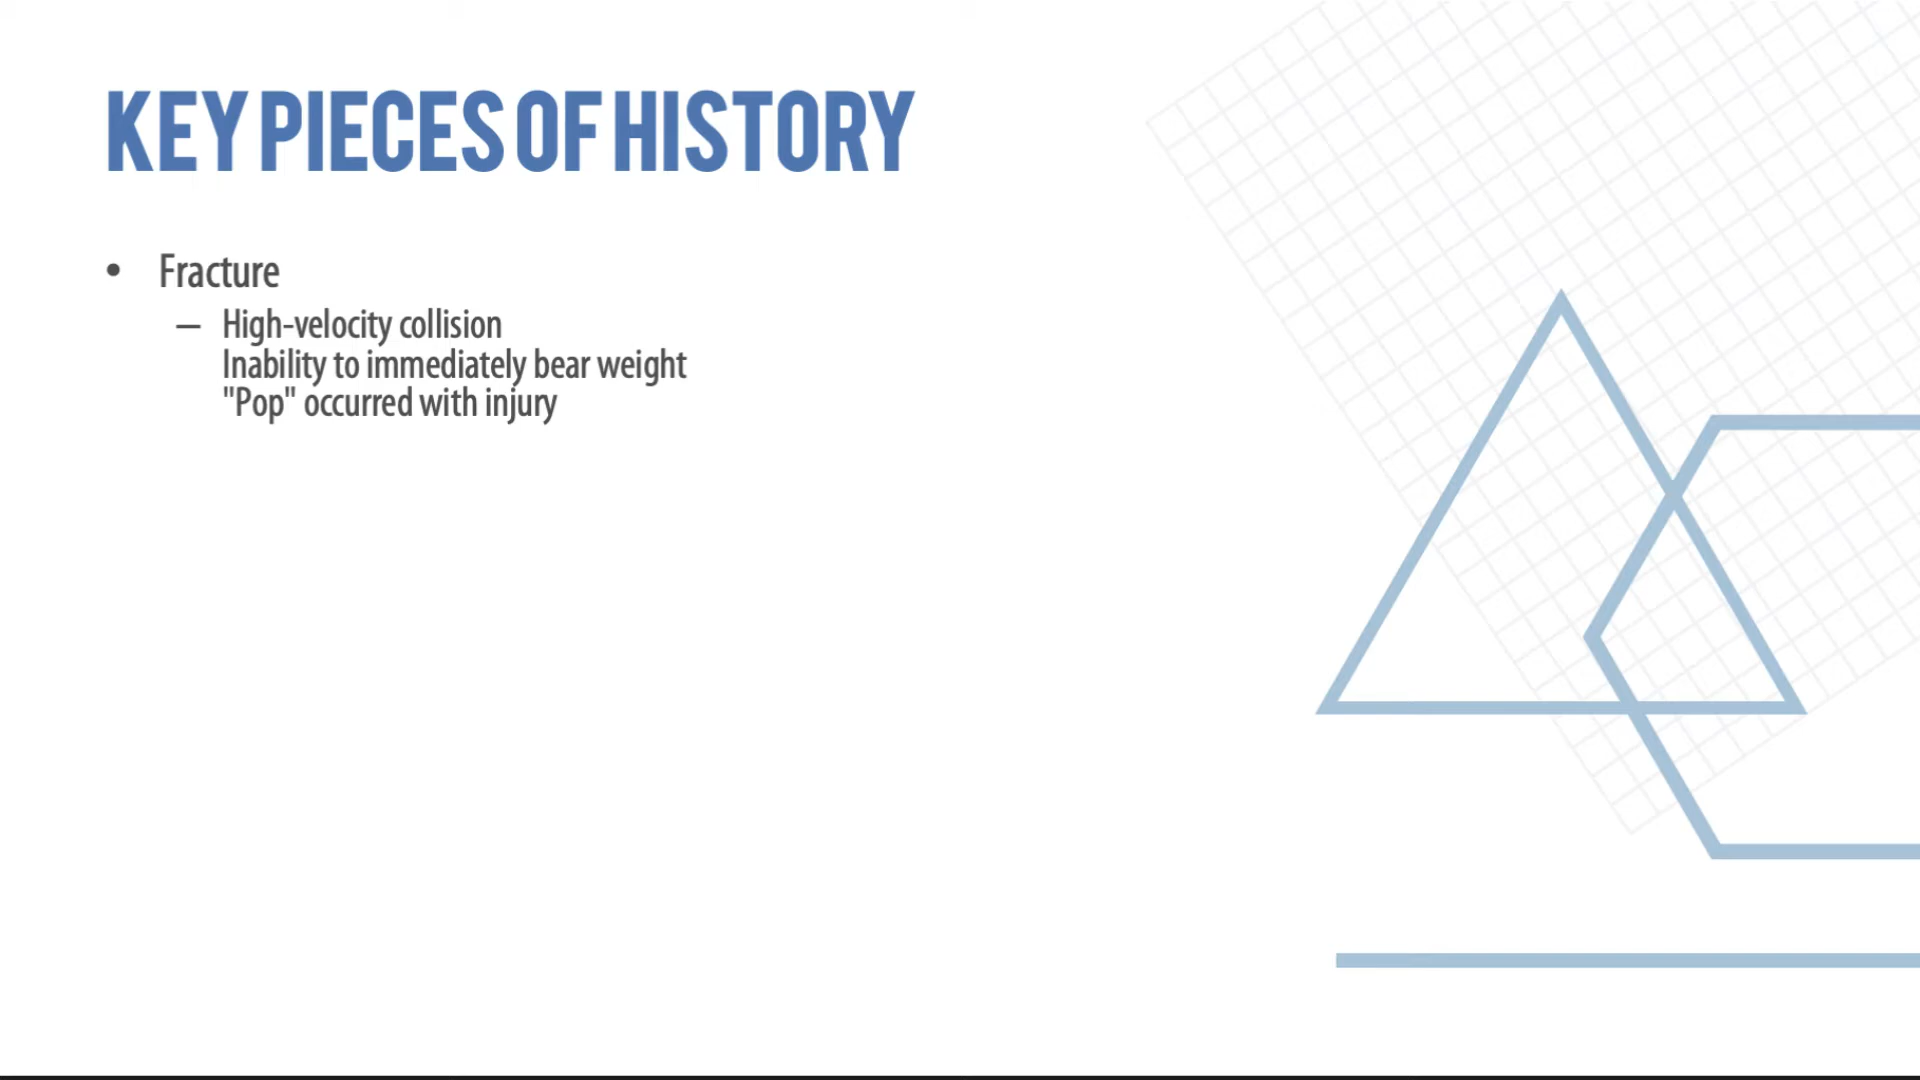 KEY PIECES OF HISTORY
• Fracture
– High-velocity collision
Inability to immediately bear weight
"Pop" occurred with injury